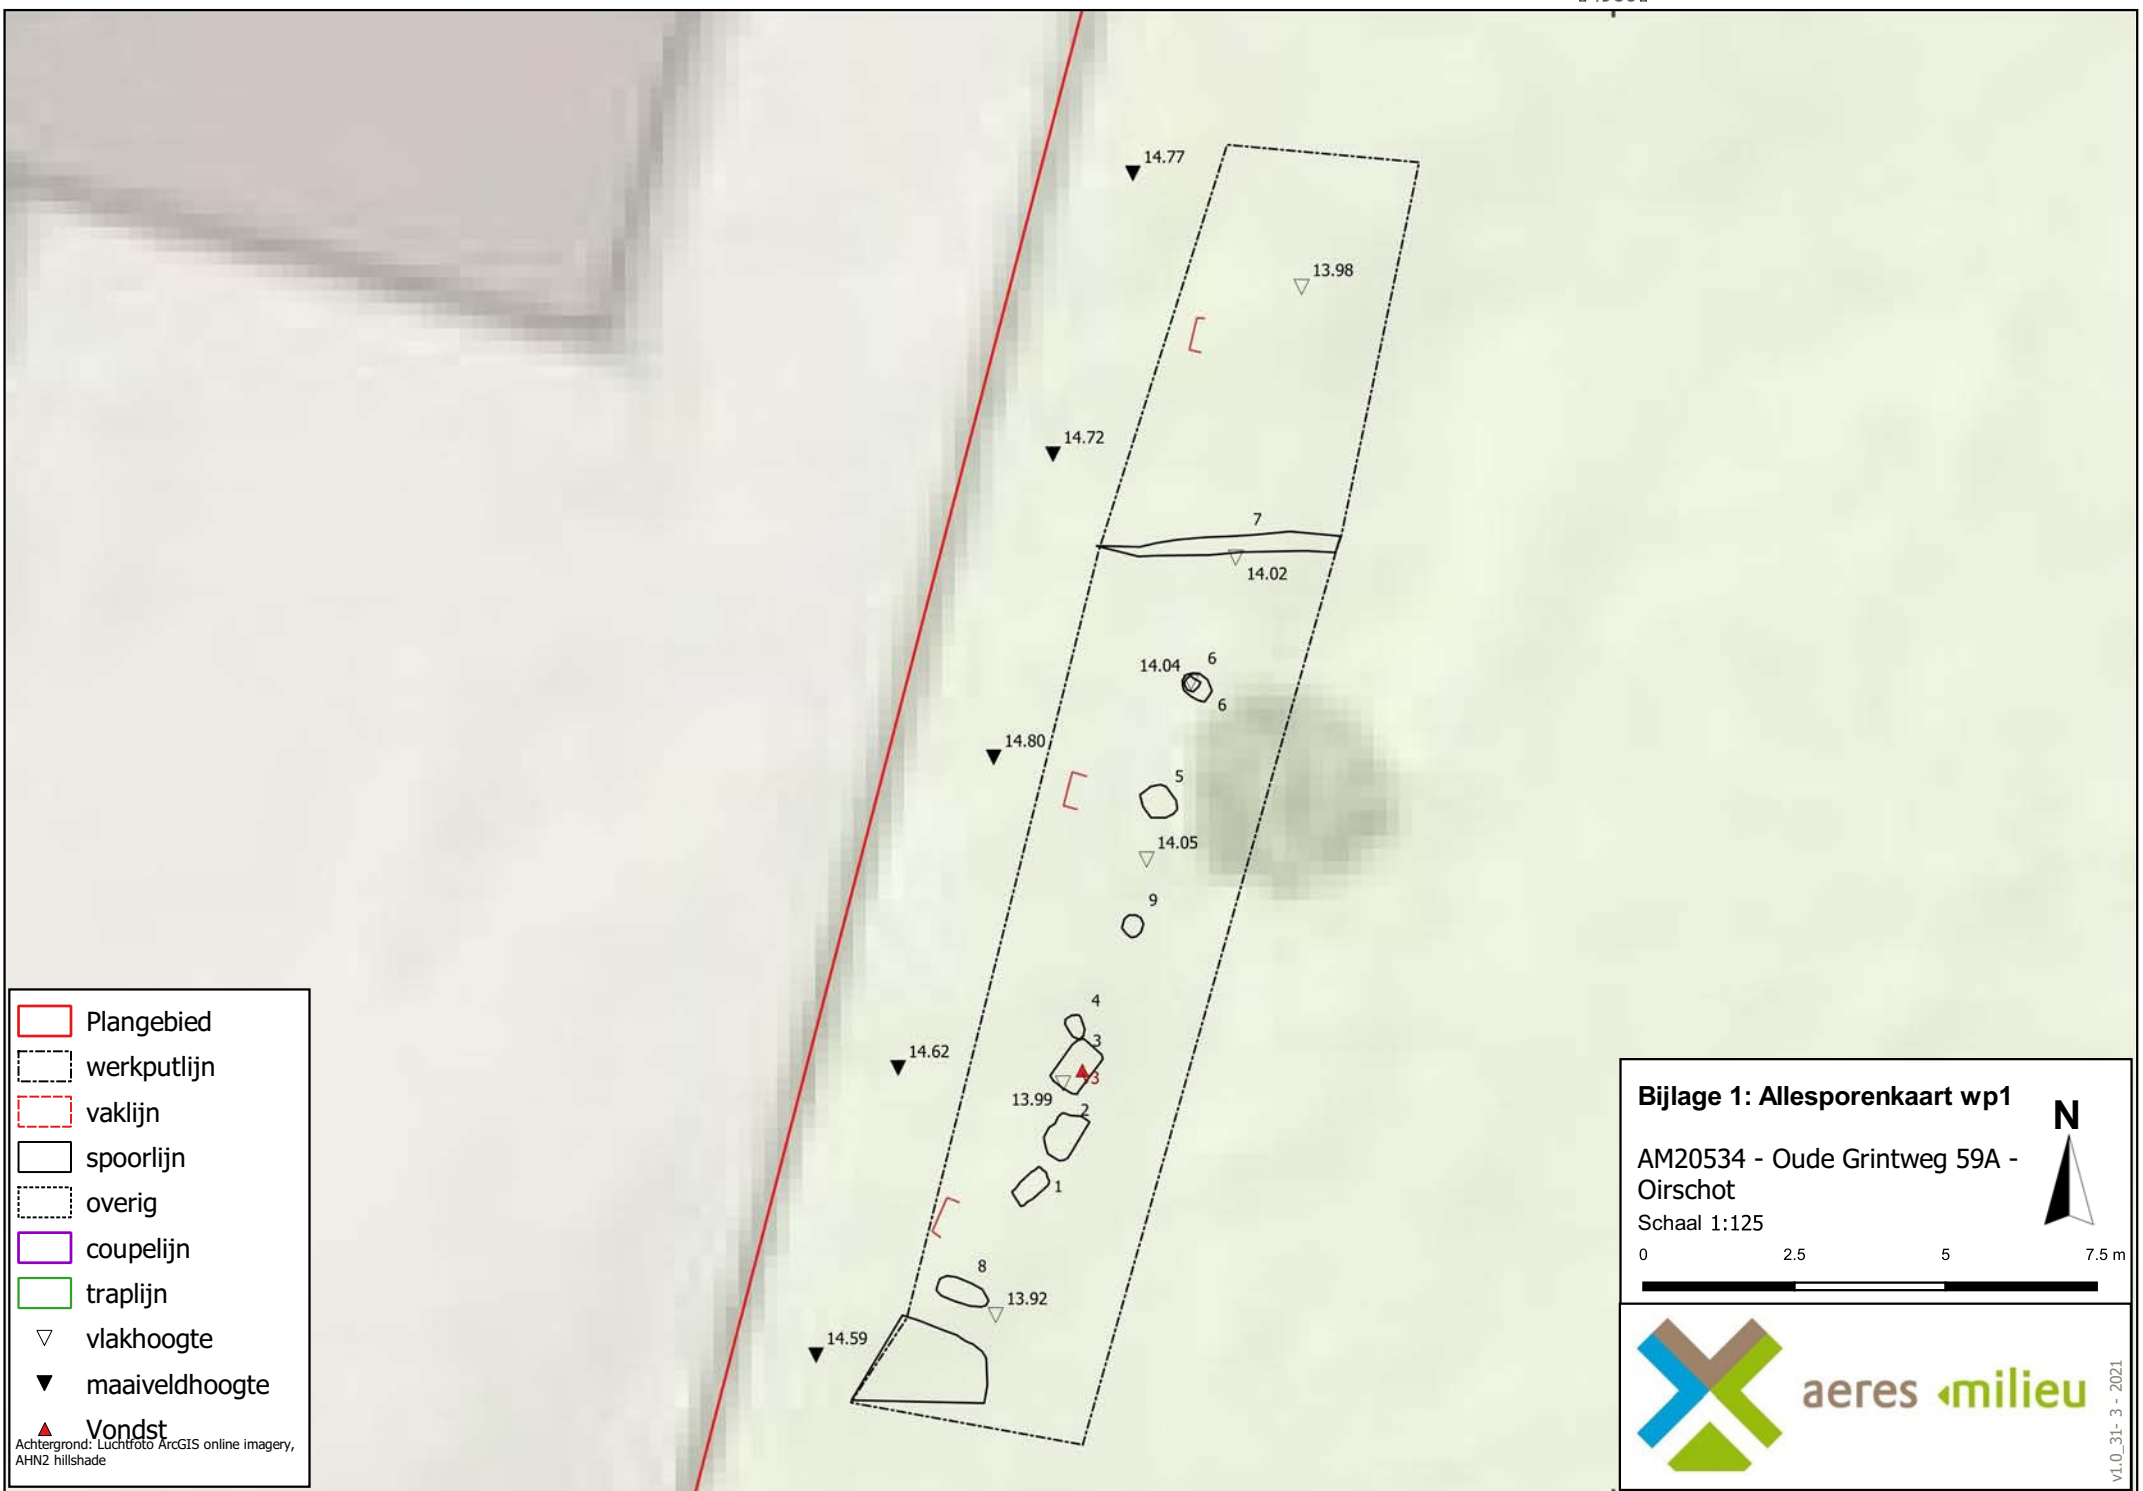 14.77
13.98
14.72
7
14.02
14.04
6
6
14.80
5
14.05
9
4
14.62
3
3
13.99
2
1
8
13.92
14.59
Plangebied
werkputlijn
vaklijn
spoorlijn
overig
coupelijn
traplijn
vlakhoogte
maaiveldhoogte
Vondst
Achtergrond: Luchtfoto ArcGIS online imagery,
AHN2 hillshade
Bijlage 1: Allesporenkaart wp1
N
AM20534 - Oude Grintweg 59A -
Oirschot
Schaal 1:125
0 2.5 5 7.5 m
aeres milieu
v1.0_31- 3 - 2021